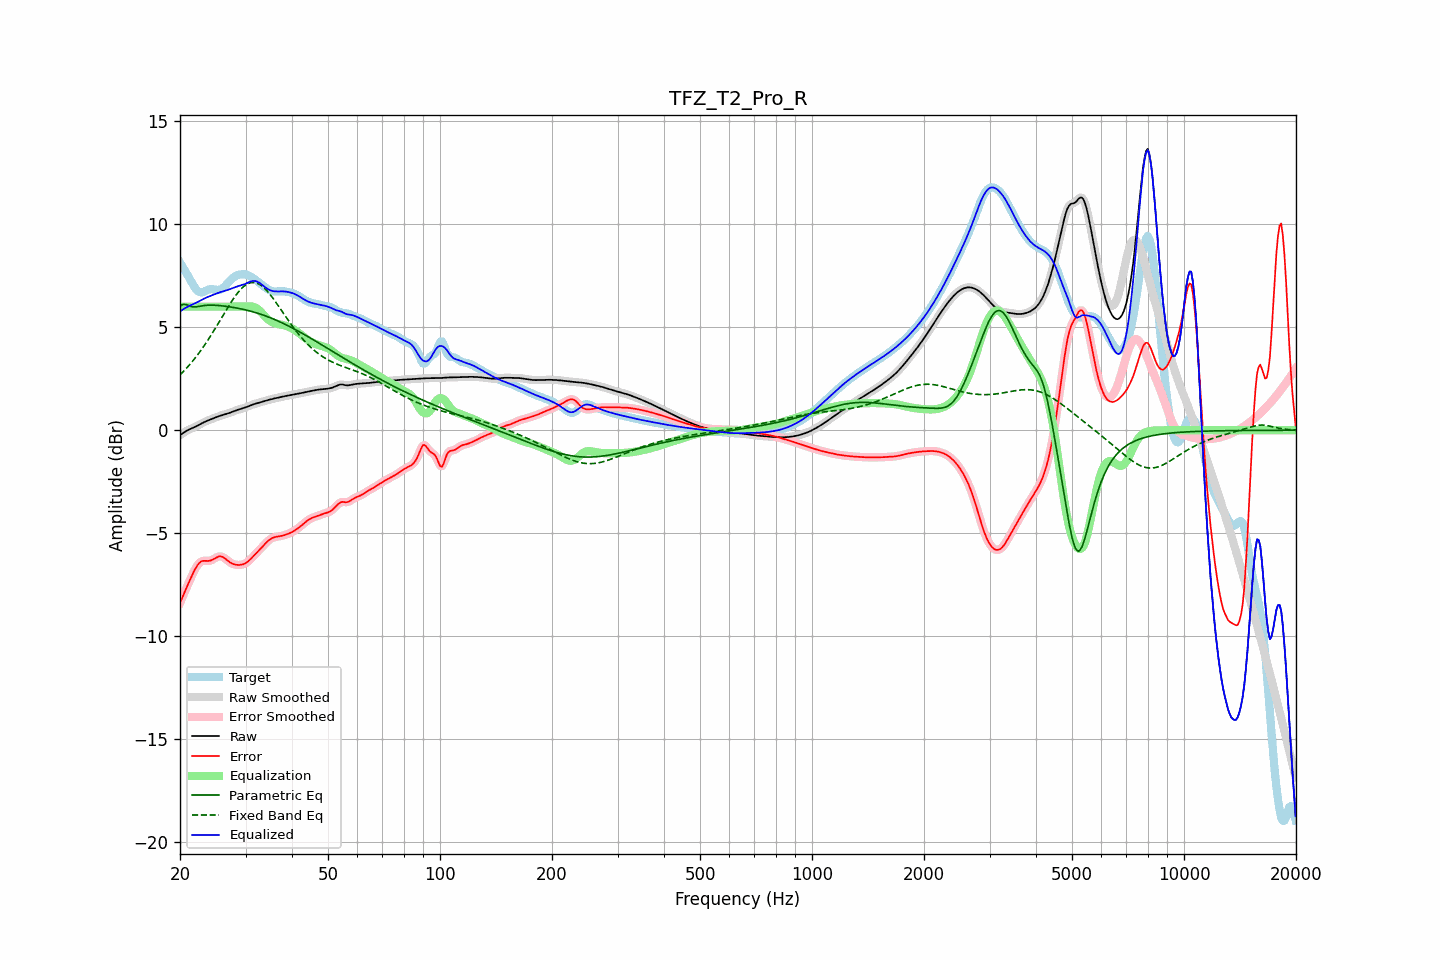 TFZ_T2_Pro_R
15
10
5
0
−5
−10
−15
−20
Amplitude (dBr)
Target
Raw Smoothed
Error Smoothed
Raw
Error
Equalization
Parametric Eq
Fixed Band Eq
Equalized
20 50 100 200 500 1000 2000 5000 10000 20000
Frequency (Hz)